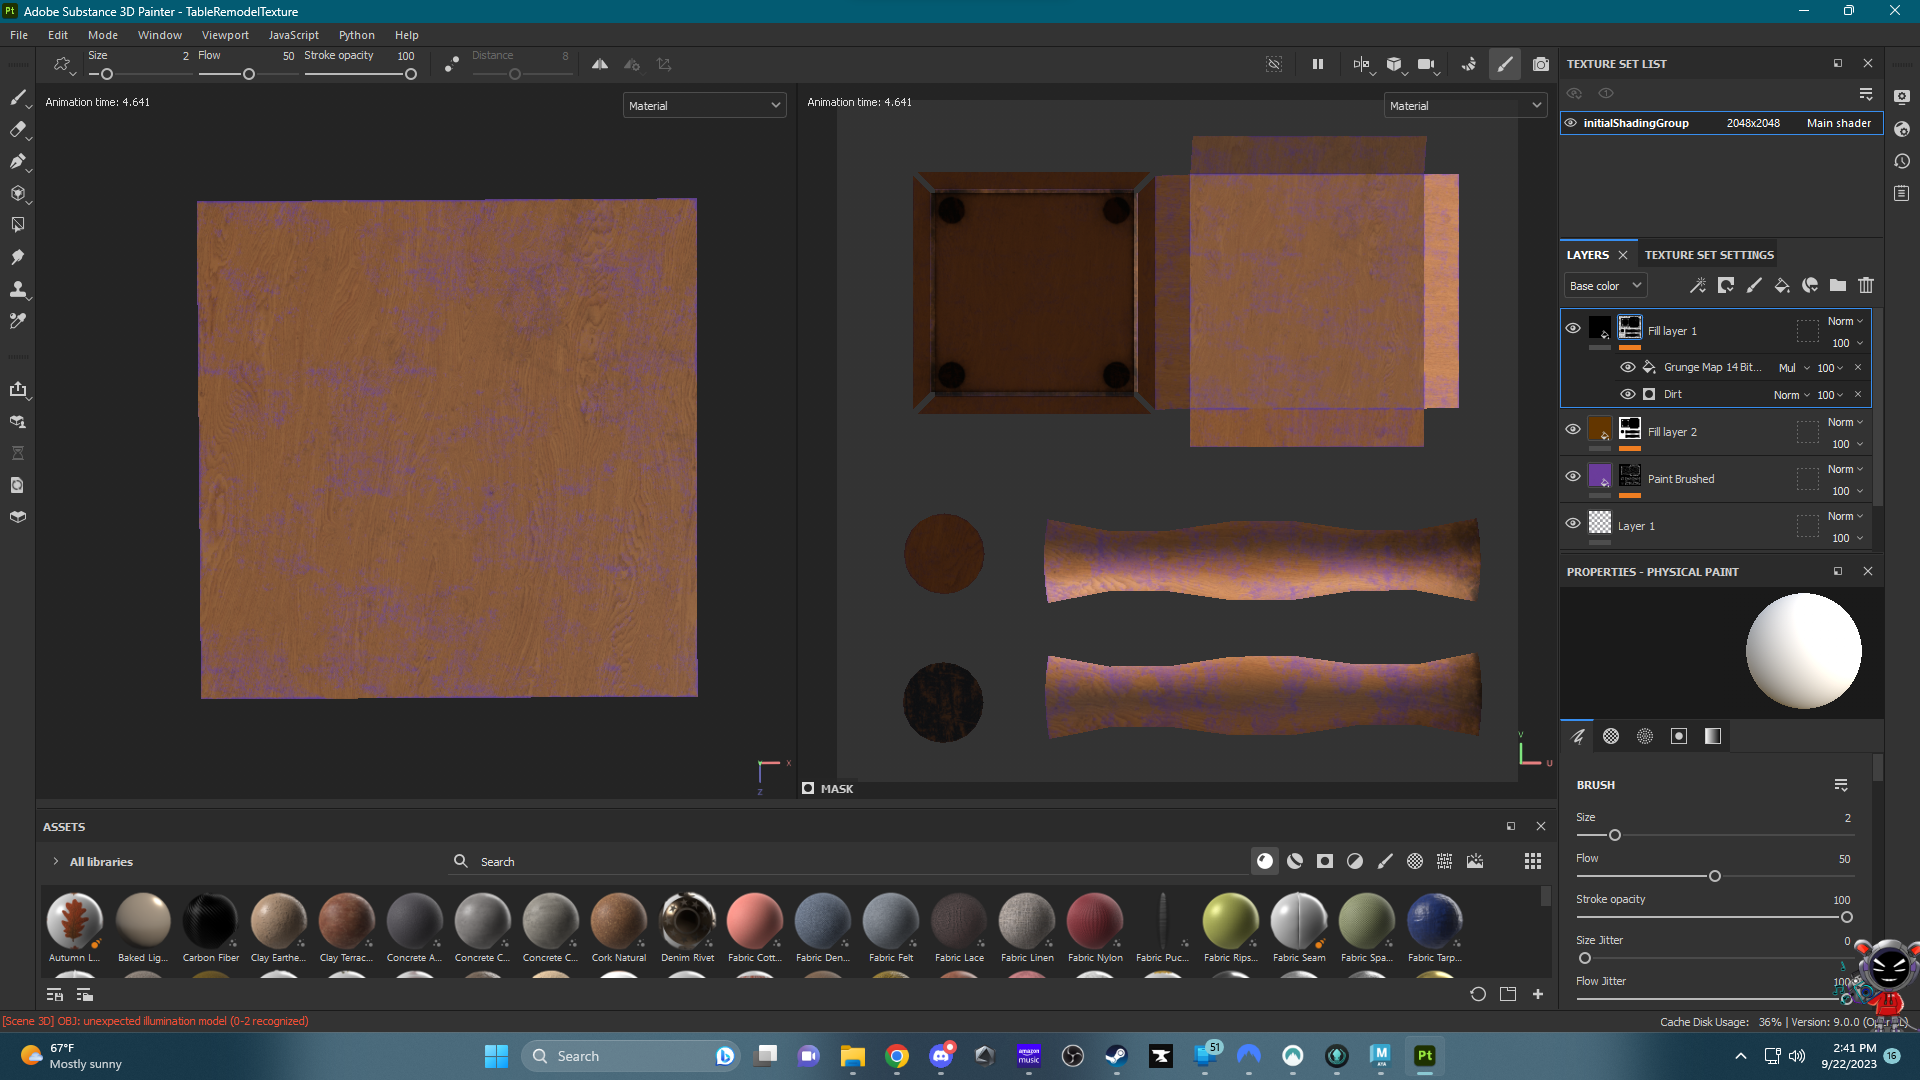 Pt Adobe Substance 3D Painter - TableRemodelTexture
File Edit Mode Window Viewport JavaScript Python Help
Size 2 Flow 50 Stroke opacity 100 Distance 8
Animation time: 4.641
Material
Animation time: 4.641
Material
X
Z
V
U
MASK
TEXTURE SET LIST
initialShadingGroup 2048x2048 Main shader
LAYERS TEXTURE SET SETTINGS
Base color
Fill layer 1 Norm
100
Grunge Map 14 Bit... Mul 100
Dirt Norm 100
Fill layer 2 Norm
100
Paint Brushed Norm
100
Layer 1 Norm
100
PROPERTIES - PHYSICAL PAINT
BRUSH
Size 2
Flow 50
Stroke opacity 100
Size Jitter 0
Flow Jitter 100
ASSETS
All libraries
Search
Autumn L... Baked Lig... Carbon Fiber Clay Earthe... Clay Terrac... Concrete A... Concrete C... Concrete C... Cork Natural Denim Rivet Fabric Cott... Fabric Den... Fabric Felt Fabric Lace Fabric Linen Fabric Nylon Fabric Puc... Fabric Rips... Fabric Seam Fabric Spa... Fabric Tarp...
[Scene 3D] OBJ: unexpected illumination model (0-2 recognized)
Cache Disk Usage: 36% | Version: 9.0.0
67°F
Mostly sunny
Search
amazon music
51
M
Pt
2:41 PM
9/22/2023
16